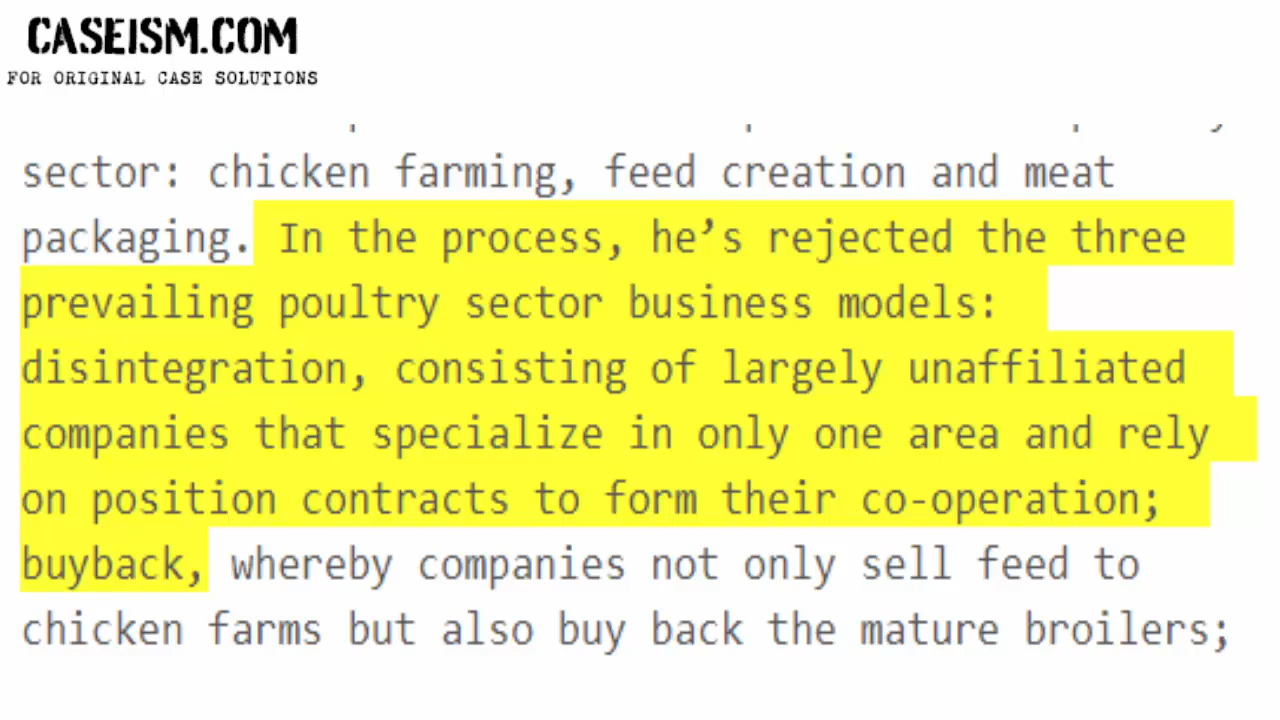 CASEISM.COM
FOR ORIGINAL CASE SOLUTIONS
sector: chicken farming, feed creation and meat
packaging. In the process, he’s rejected the three
prevailing poultry sector business models:
disintegration, consisting of largely unaffiliated
companies that specialize in only one area and rely
on position contracts to form their co-operation;
buyback, whereby companies not only sell feed to
chicken farms but also buy back the mature broilers;